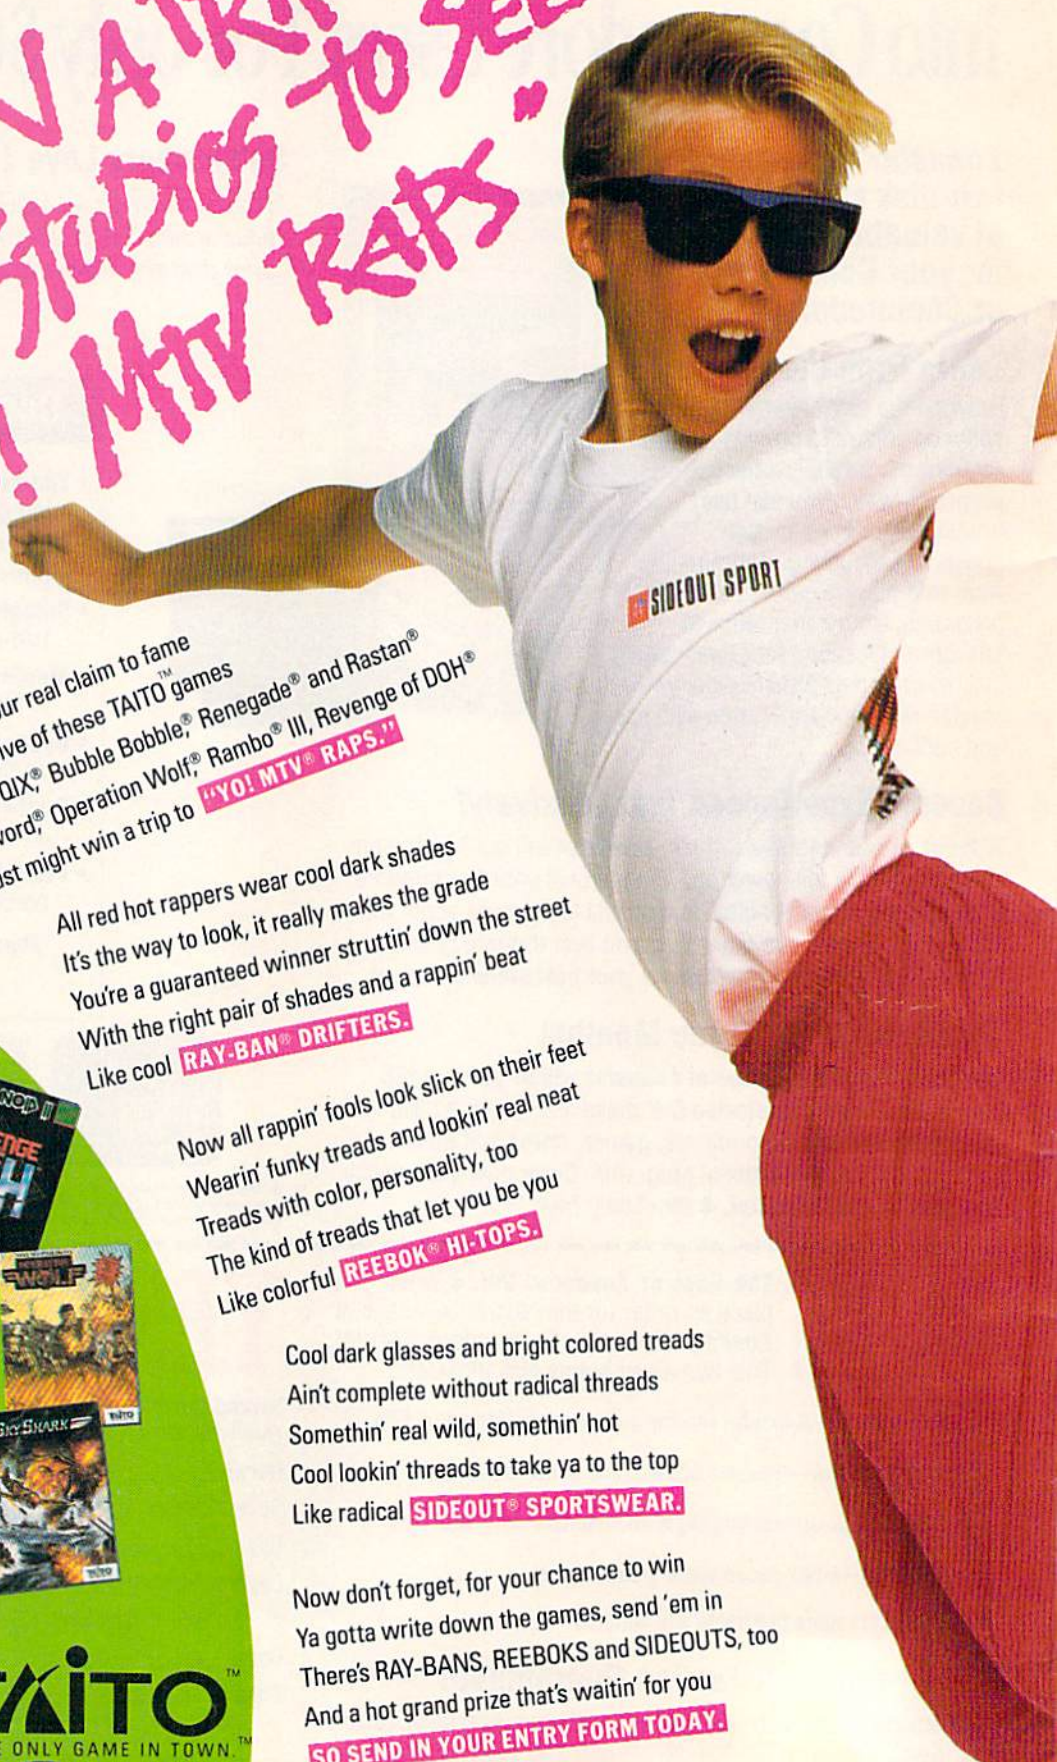 A TRIP
STUDIOS TO SEE
! MTV RAPS."
SIDEOUT SPORT
real claim to fame
of these TAITO™ games
QIX,® Bubble Bobble,® Renegade® and Rastan®
Operation Wolf,® Rambo® III, Revenge of DOH®
might win a trip to "YO! MTV® RAPS."
All red hot rappers wear cool dark shades
It's the way to look, it really makes the grade
You're a guaranteed winner struttin' down the street
With the right pair of shades and a rappin' beat
Like cool RAY-BAN® DRIFTERS.
Now all rappin' fools look slick on their feet
Wearin' funky treads and lookin' real neat
Treads with color, personality, too
The kind of treads that let you be you
Like colorful REEBOK® HI-TOPS.
Cool dark glasses and bright colored treads
Ain't complete without radical threads
Somethin' real wild, somethin' hot
Cool lookin' threads to take ya to the top
Like radical SIDEOUT® SPORTSWEAR.
Now don't forget, for your chance to win
Ya gotta write down the games, send 'em in
There's RAY-BANS, REEBOKS and SIDEOUTS, too
And a hot grand prize that's waitin' for you
SO SEND IN YOUR ENTRY FORM TODAY.
WOLF
TAITO
SKY SHARK
TAITO
TAITO™
ONLY GAME IN TOWN.™